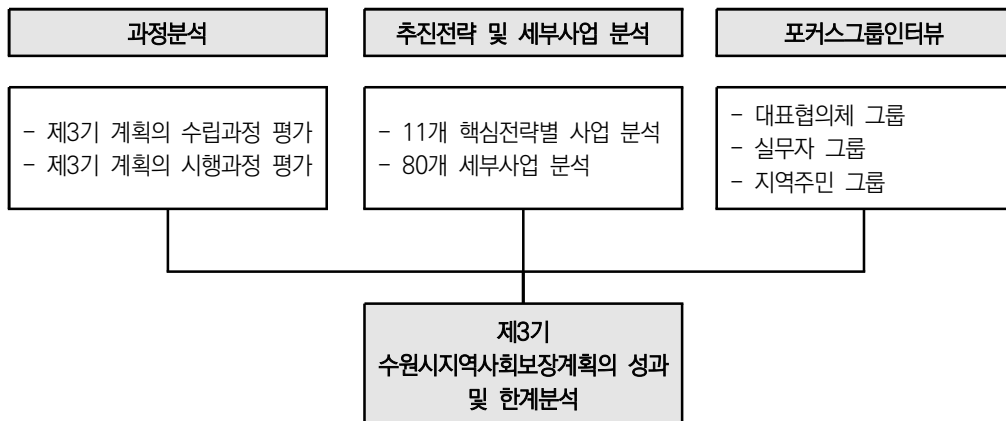 과정분석
- 제3기 계획의 수립과정 평가
- 제3기 계획의 시행과정 평가
추진전략 및 세부사업 분석
- 11개 핵심전략별 사업 분석
- 80개 세부사업 분석
포커스그룹인터뷰
- 대표협의체 그룹
- 실무자 그룹
- 지역주민 그룹
제3기
수원시지역사회보장계획의 성과
및 한계분석